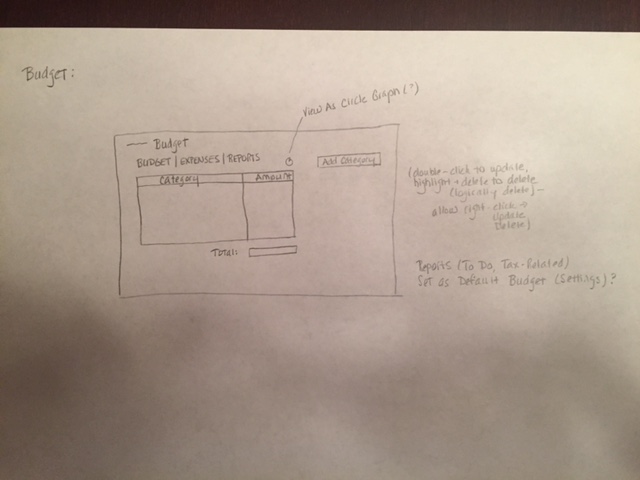 Budget:
View As Click Graph (?)
Budget
BUDGET | EXPENSES | REPORTS
Add Category
Category Amount
Total:
(double-click to update,
highlight + delete to delete
(logically delete) -
allow right-click →
Update
Delete)
Reports (To Do, Tax-Related)
Set as Default Budget (Settings)?